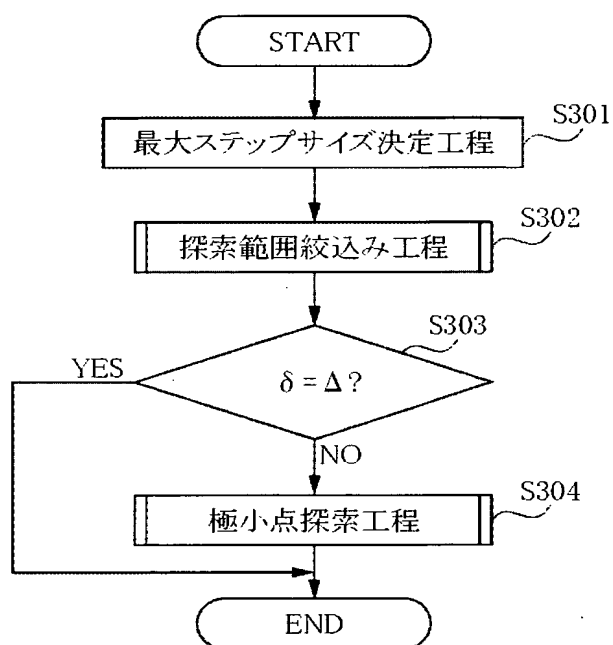 START
S301
最大ステップサイズ決定工程
S302
探索範囲絞込み工程
S303
YES
δ = Δ?
NO
S304
極小点探索工程
END